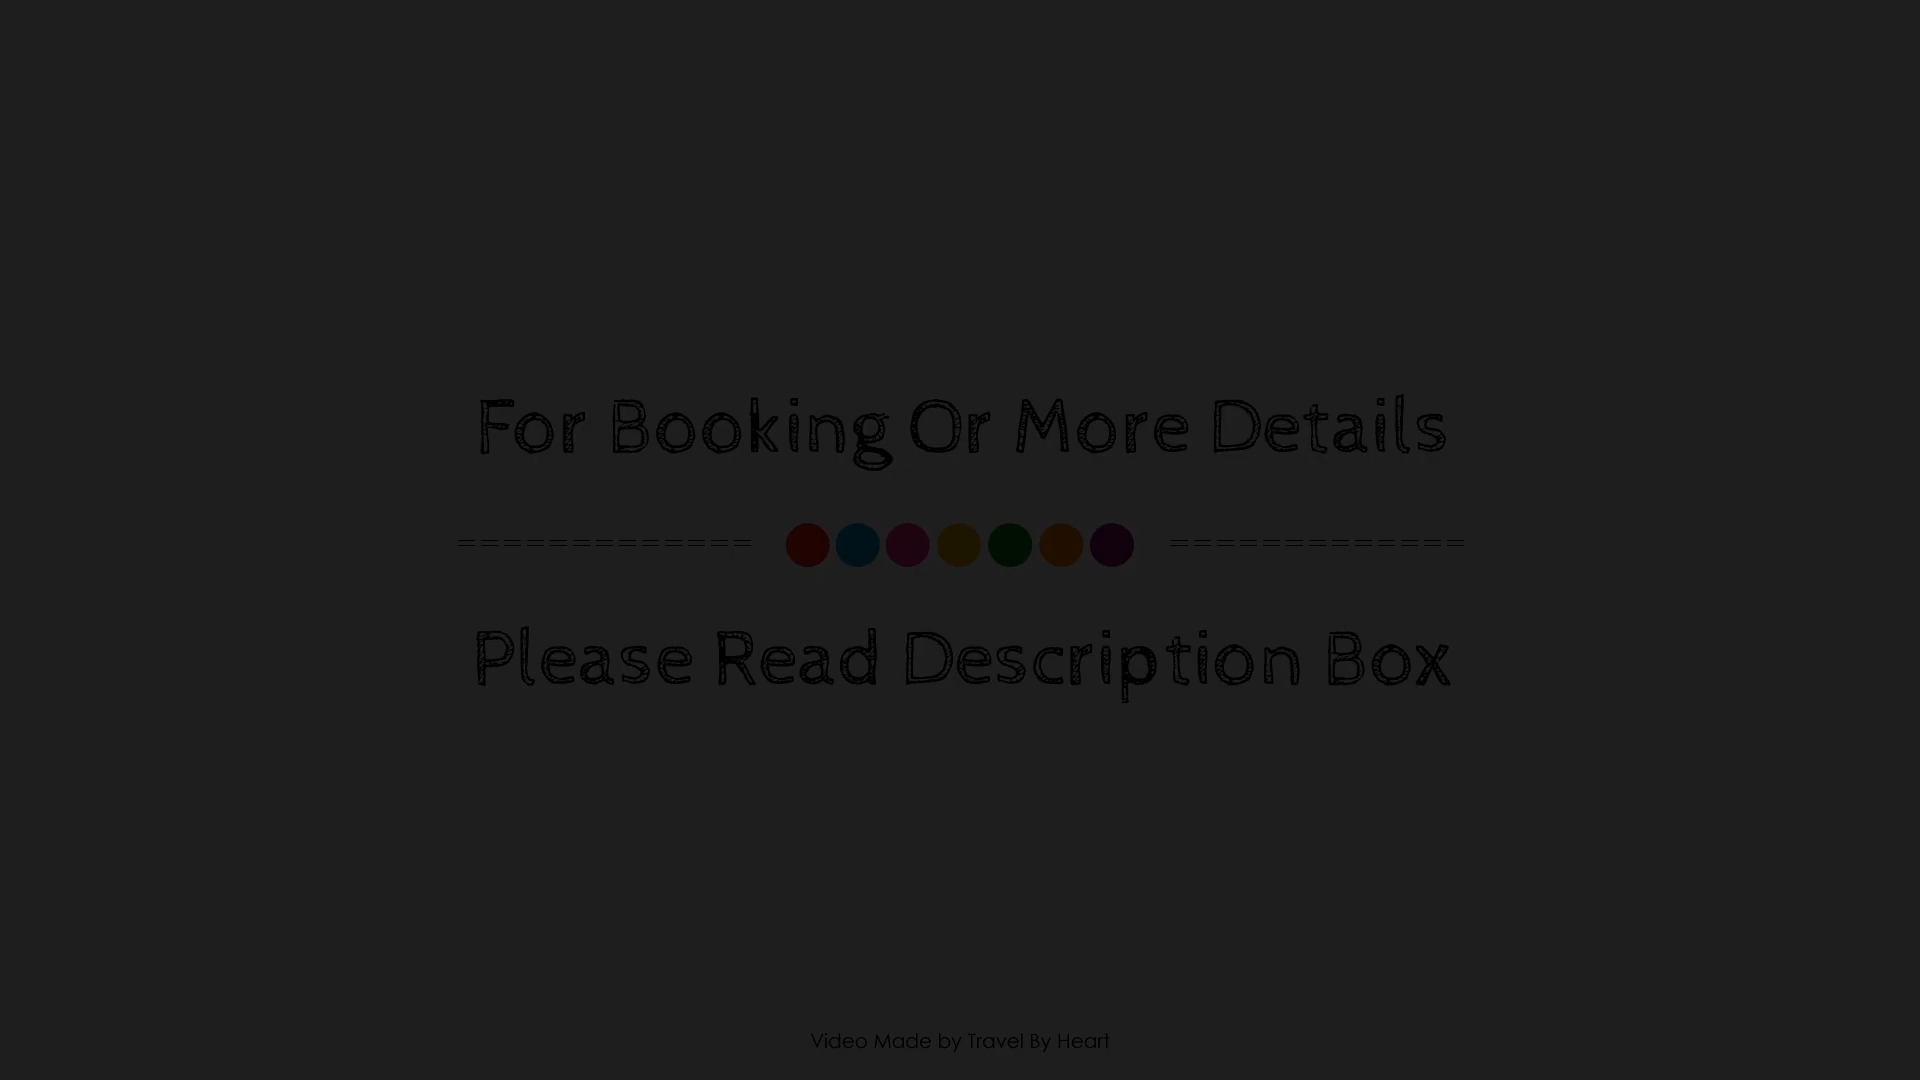 For Booking Or More Details
============= =============
Please Read Description Box
Video Made by Travel By Heart